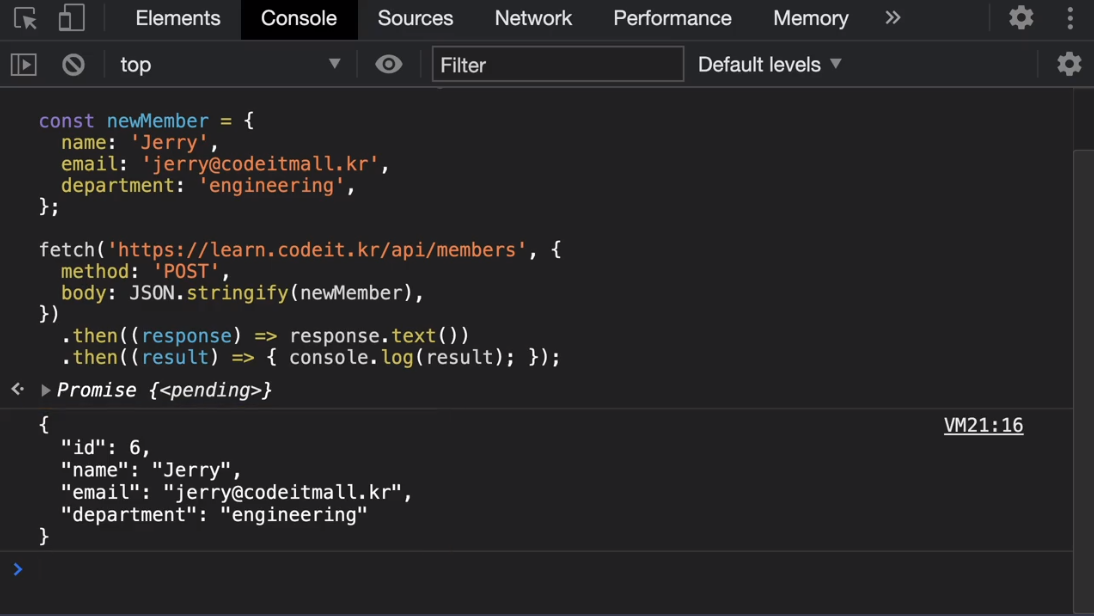 Elements Console Sources Network Performance Memory »
top Filter Default levels
const newMember = {
  name: 'Jerry',
  email: 'jerry@codeitmall.kr',
  department: 'engineering',
};
fetch('https://learn.codeit.kr/api/members', {
  method: 'POST',
  body: JSON.stringify(newMember),
})
  .then((response) => response.text())
  .then((result) => { console.log(result); });
Promise {<pending>}
{ VM21:16
  "id": 6,
  "name": "Jerry",
  "email": "jerry@codeitmall.kr",
  "department": "engineering"
}
>